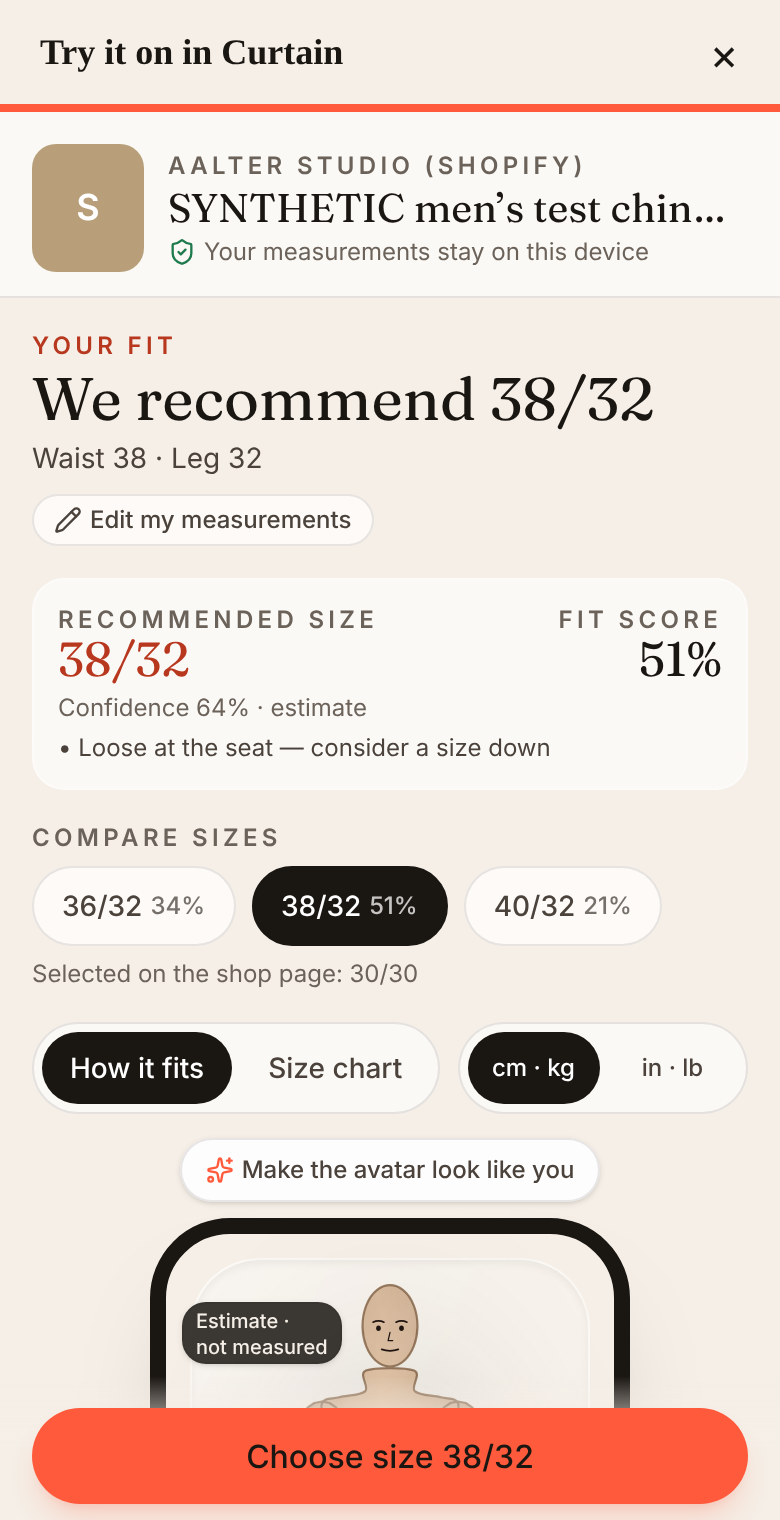 Try it on in Curtain
×
AALTER STUDIO (SHOPIFY)
S
SYNTHETIC men’s test chin…
Your measurements stay on this device
YOUR FIT
We recommend 38/32
Waist 38 · Leg 32
Edit my measurements
RECOMMENDED SIZE
FIT SCORE
38/32
51%
Confidence 64% · estimate
• Loose at the seat — consider a size down
COMPARE SIZES
36/32 34%
38/32 51%
40/32 21%
Selected on the shop page: 30/30
How it fits
Size chart
cm · kg
in · lb
Make the avatar look like you
Estimate ·
not measured
Choose size 38/32